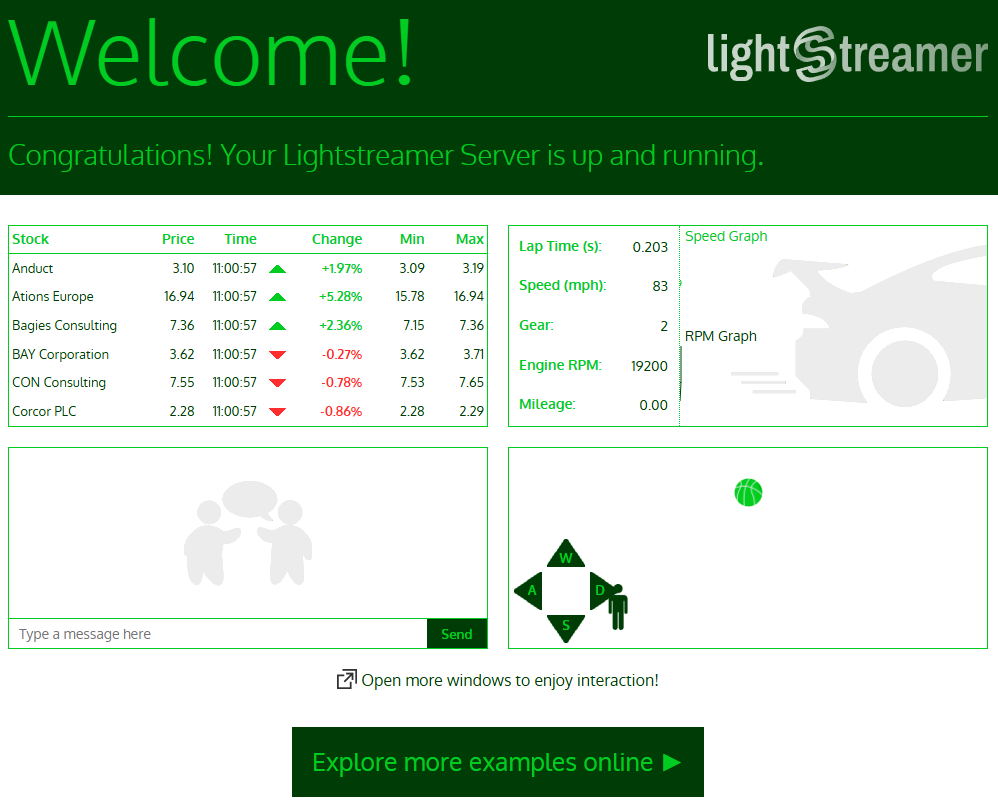 Welcome!
lightstreamer
Congratulations! Your Lightstreamer Server is up and running.
Stock Price Time Change Min Max
Anduct 3.10 11:00:57 +1.97% 3.09 3.19
Ations Europe 16.94 11:00:57 +5.28% 15.78 16.94
Bagies Consulting 7.36 11:00:57 +2.36% 7.15 7.36
BAY Corporation 3.62 11:00:57 -0.27% 3.62 3.71
CON Consulting 7.55 11:00:57 -0.78% 7.53 7.65
Corcor PLC 2.28 11:00:57 -0.86% 2.28 2.29
Lap Time (s): 0.203
Speed (mph): 83
Gear: 2
Engine RPM: 19200
Mileage: 0.00
Speed Graph
RPM Graph
Type a message here Send
W
A D
S
Open more windows to enjoy interaction!
Explore more examples online ►